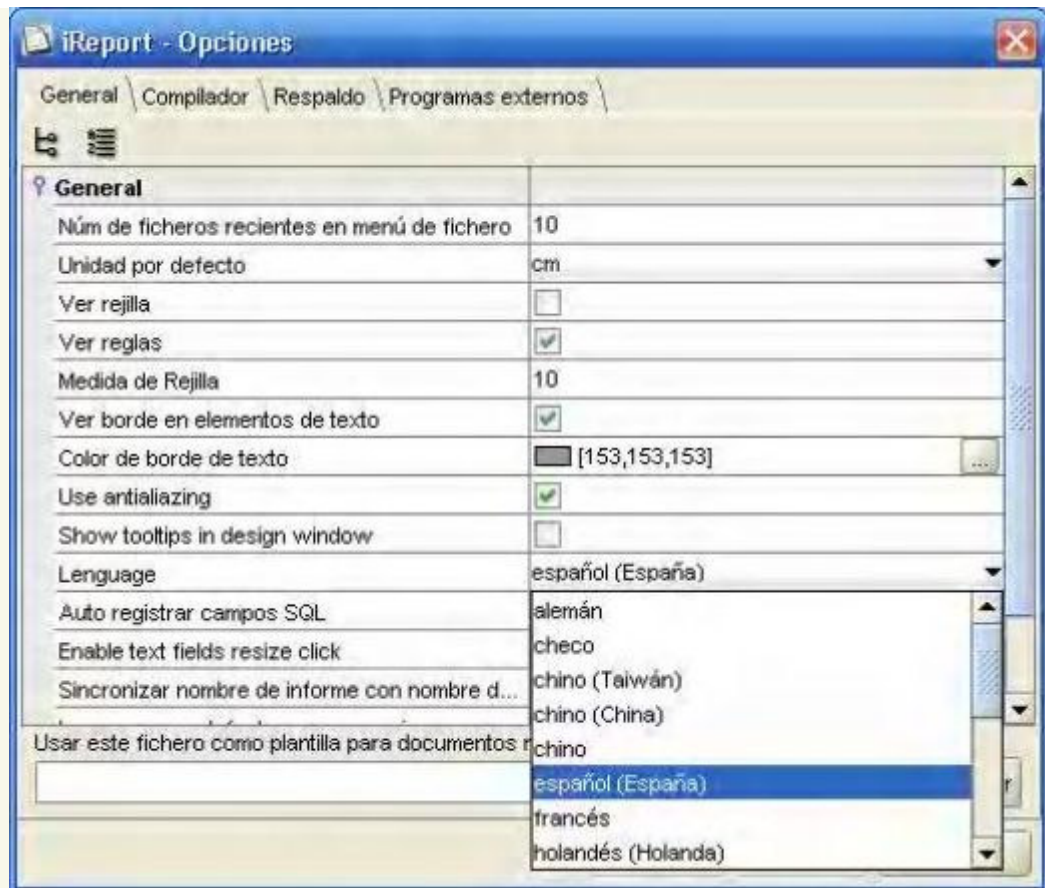 iReport - Opciones
General Compilador Respaldo Programas externos
General
Núm de ficheros recientes en menú de fichero 10
Unidad por defecto cm
Ver rejilla
Ver reglas
Medida de Rejilla 10
Ver borde en elementos de texto
Color de borde de texto [153,153,153] ...
Use antialiazing
Show tooltips in design window
Lenguage español (España)
Auto registrar campos SQL alemán
Enable text fields resize click checo
Sincronizar nombre de informe con nombre d... chino (Taiwán)
chino (China)
Usar este fichero como plantilla para documentos chino
español (España)
francés
holandés (Holanda)